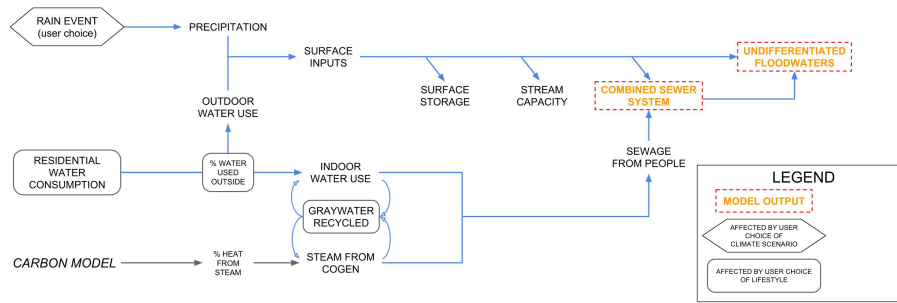 RAIN EVENT
(user choice)
PRECIPITATION
SURFACE
INPUTS
UNDIFFERENTIATED
FLOODWATERS
SURFACE
STORAGE
STREAM
CAPACITY
COMBINED SEWER
SYSTEM
OUTDOOR
WATER USE
SEWAGE
FROM PEOPLE
RESIDENTIAL
WATER
CONSUMPTION
% WATER
USED
OUTSIDE
INDOOR
WATER USE
GRAYWATER
RECYCLED
CARBON MODEL
% HEAT
FROM
STEAM
STEAM FROM
COGEN
LEGEND
MODEL OUTPUT
AFFECTED BY USER
CHOICE OF
CLIMATE SCENARIO
AFFECTED BY USER CHOICE
OF LIFESTYLE